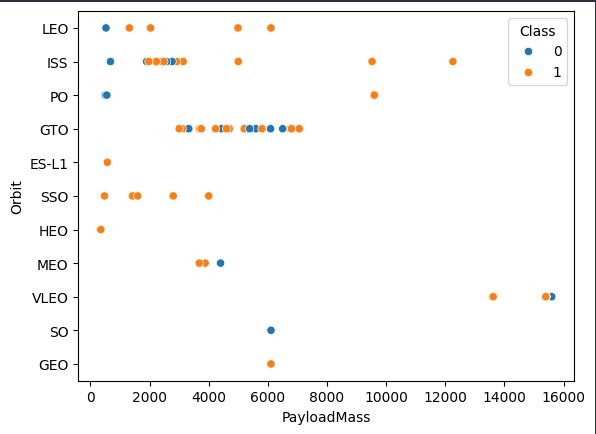 Class
0
1
LEO
ISS
PO
GTO
ES-L1
SSO
HEO
MEO
VLEO
SO
GEO
Orbit
0 2000 4000 6000 8000 10000 12000 14000 16000
PayloadMass